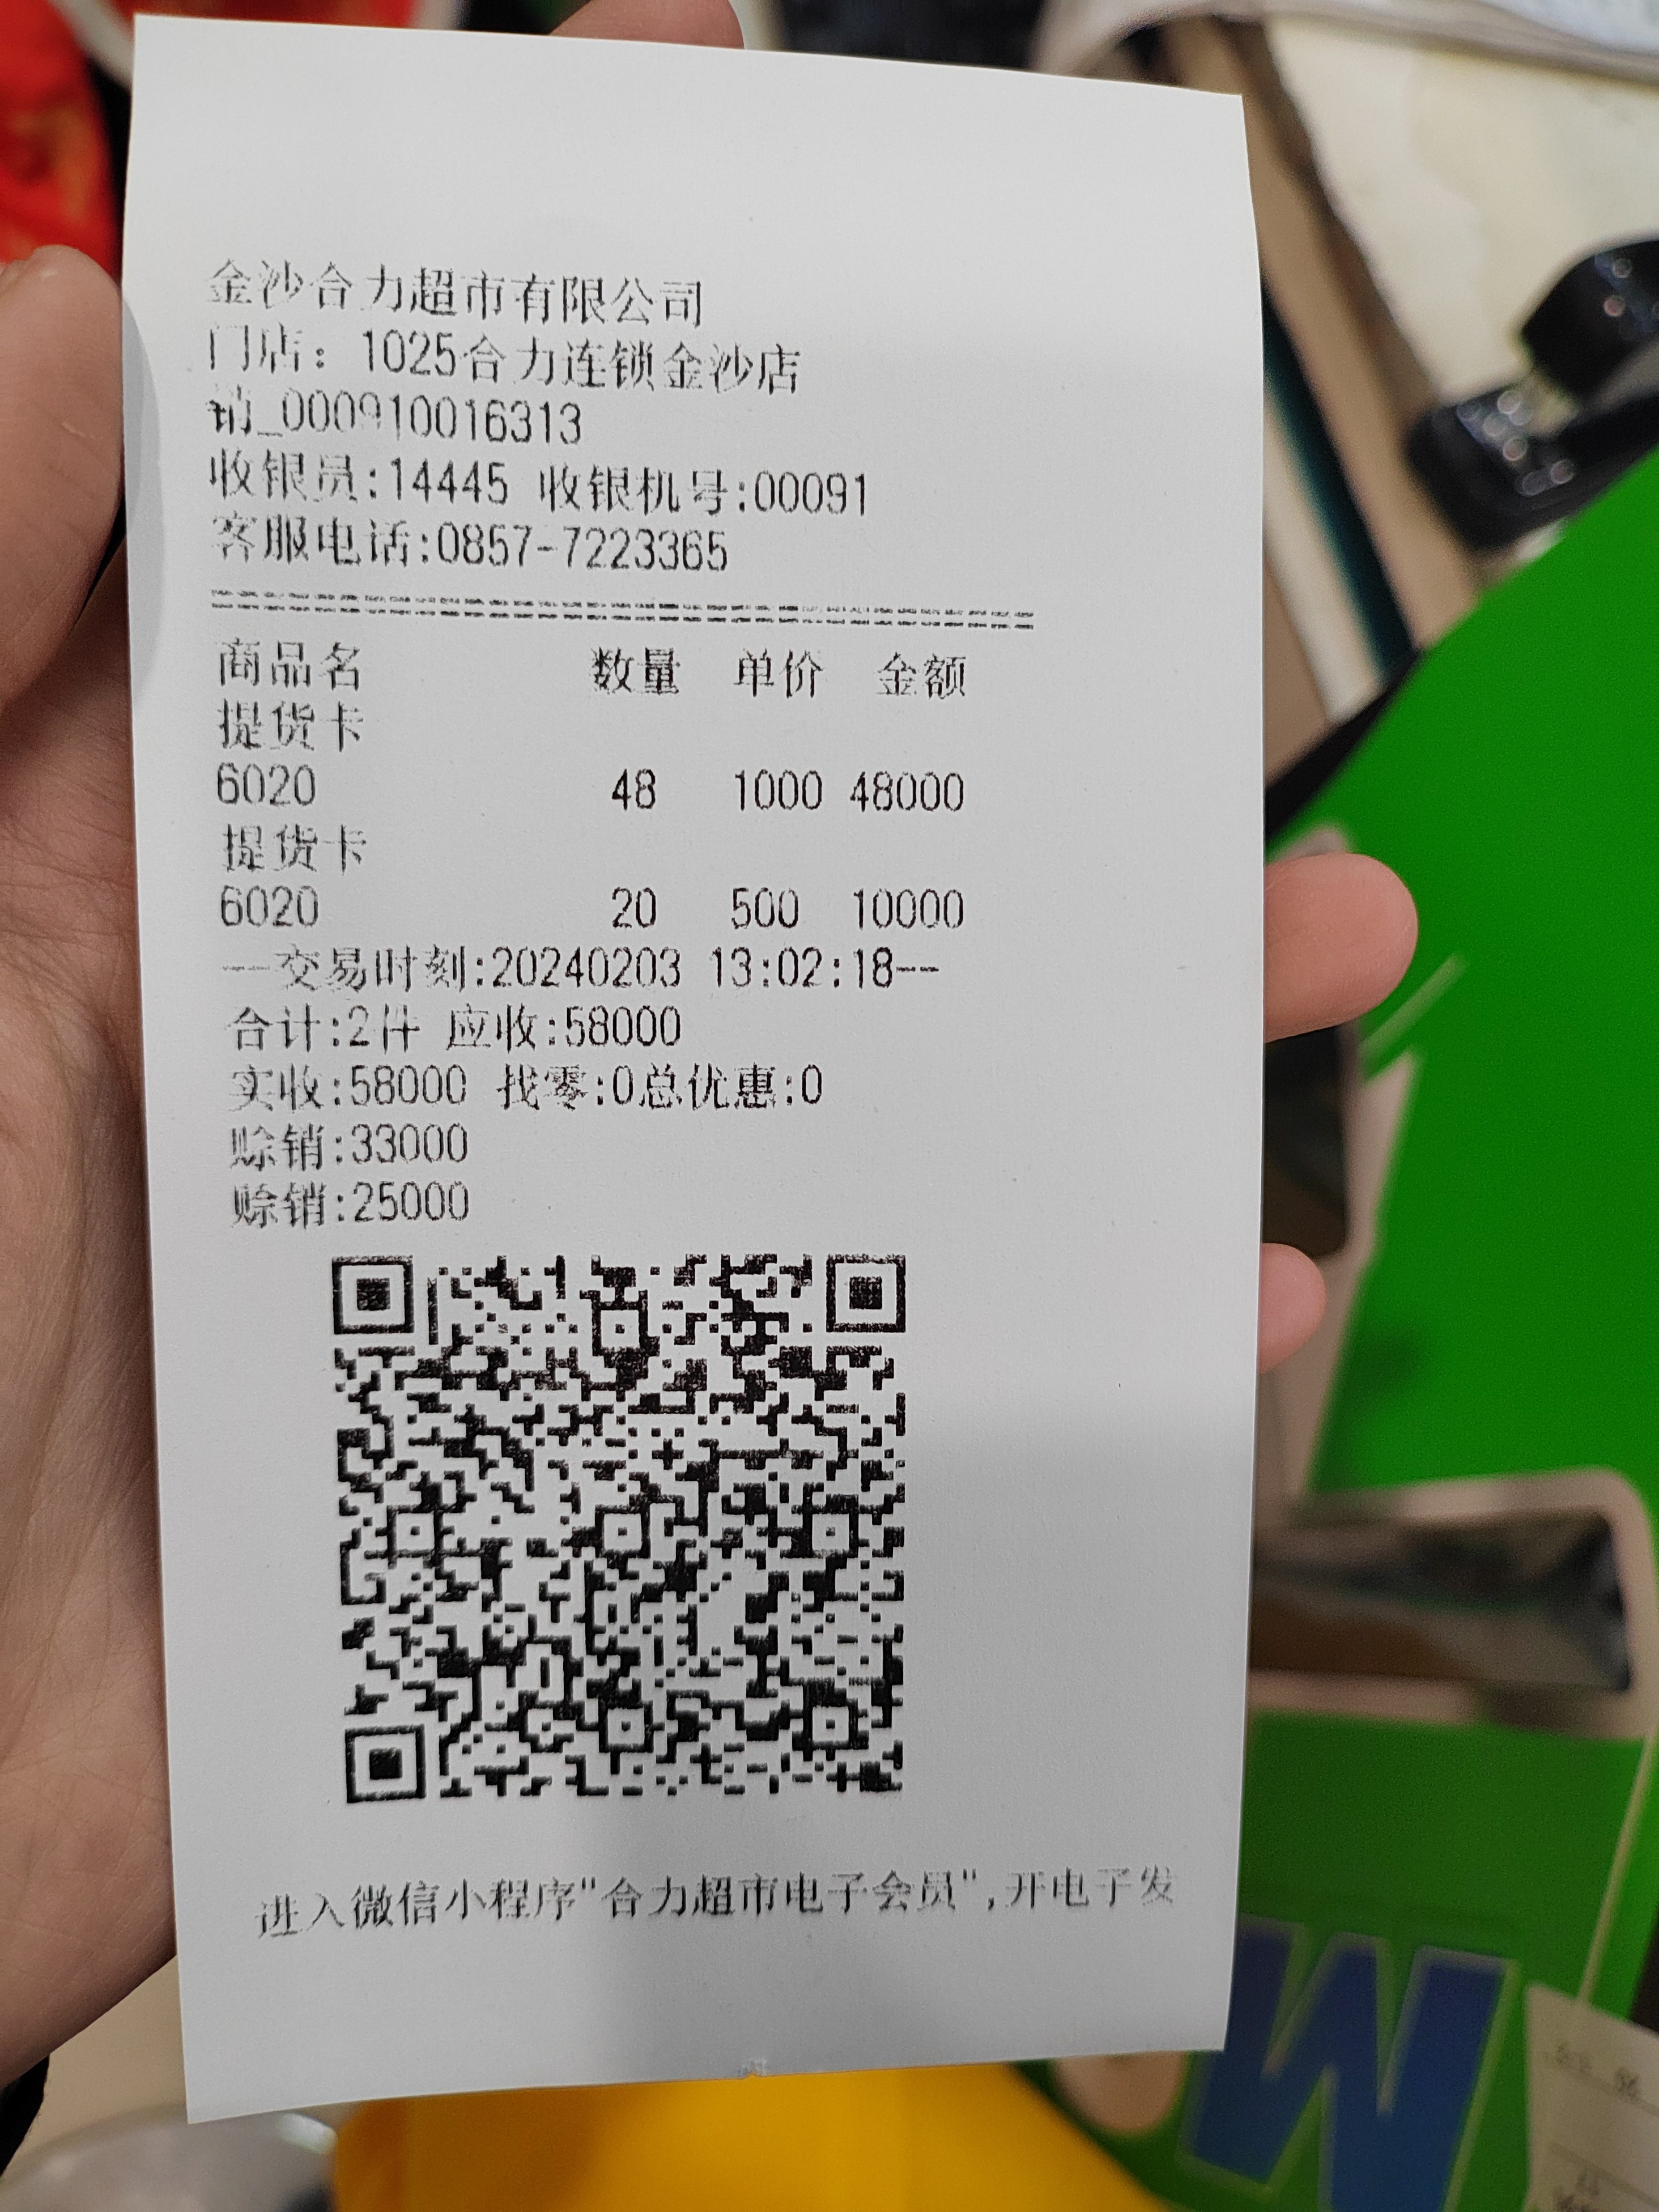 金沙合力超市有限公司
门店：1025合力连锁金沙店
销_000910016313
收银员:14445 收银机号:00091
客服电话:0857-7223365
商品名 数量 单价 金额
提货卡
6020 48 1000 48000
提货卡
6020 20 500 10000
--交易时刻:20240203 13:02:18--
合计:2件 应收:58000
实收:58000 找零:0总优惠:0
赊销:33000
赊销:25000
进入微信小程序"合力超市电子会员",开电子发